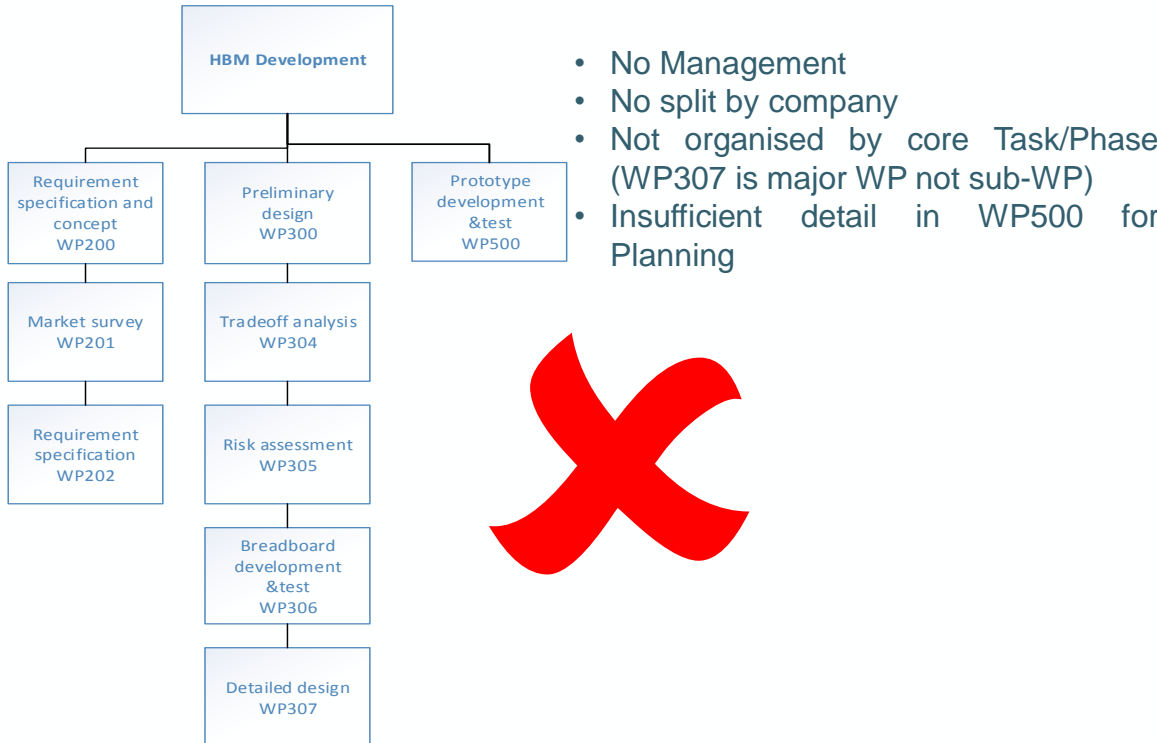 HBM Development
Requirement
specification and
concept
WP200
Preliminary
design
WP300
Prototype
development
&test
WP500
Market survey
WP201
Tradeoff analysis
WP304
Requirement
specification
WP202
Risk assessment
WP305
Breadboard
development
&test
WP306
Detailed design
WP307
• No Management
• No split by company
• Not organised by core Task/Phase
(WP307 is major WP not sub-WP)
• Insufficient detail in WP500 for
Planning